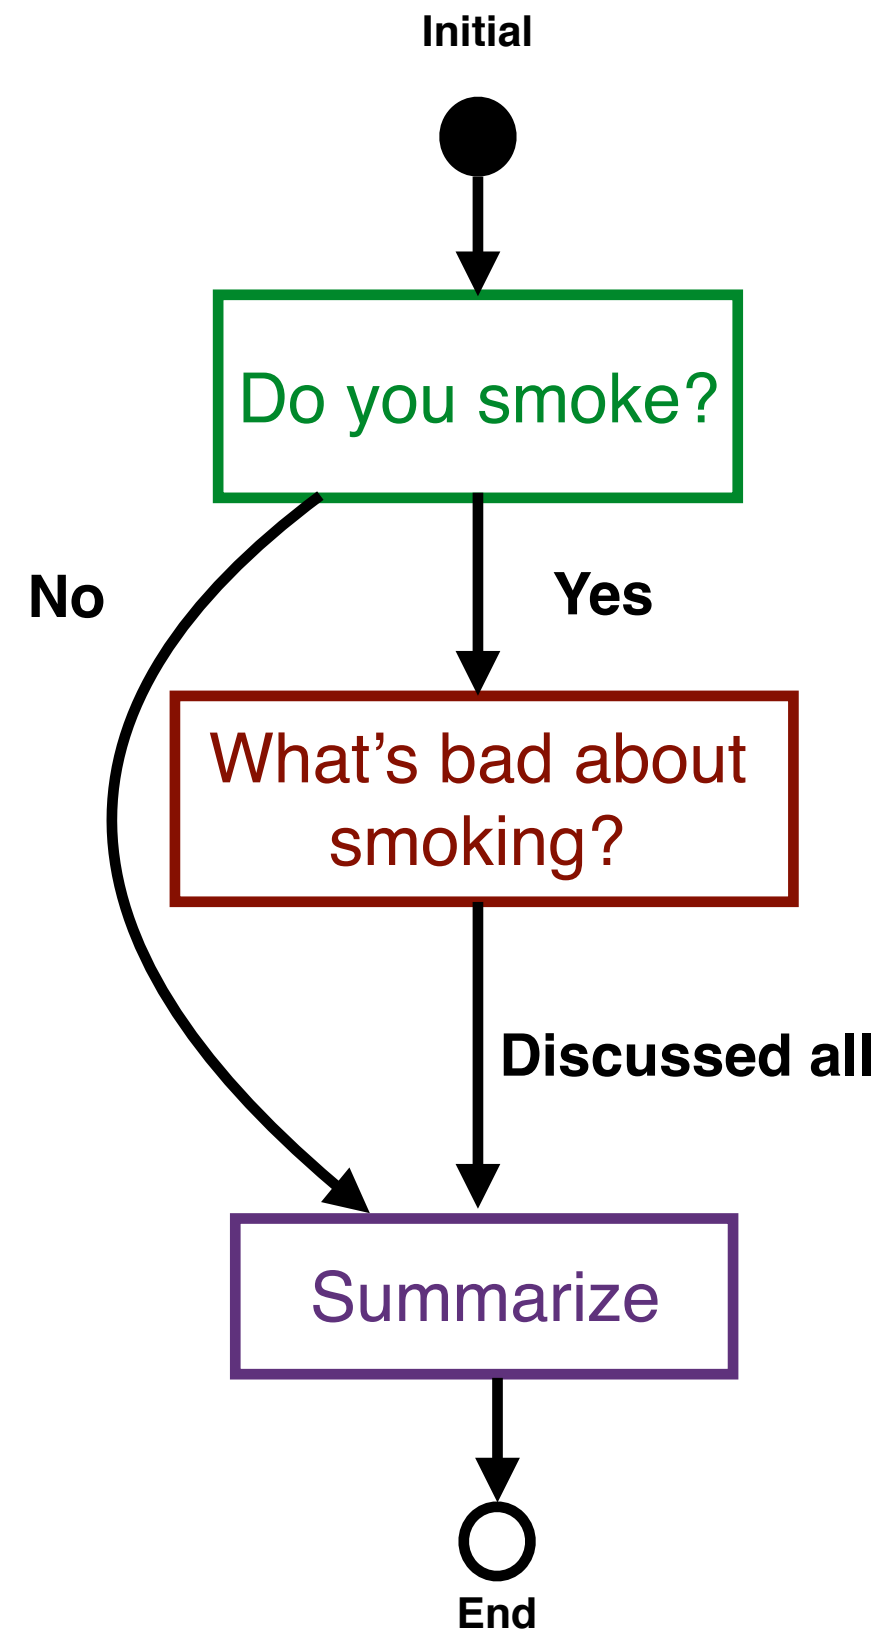 Initial
Do you smoke?
No
Yes
What’s bad about
smoking?
Discussed all
Summarize
End